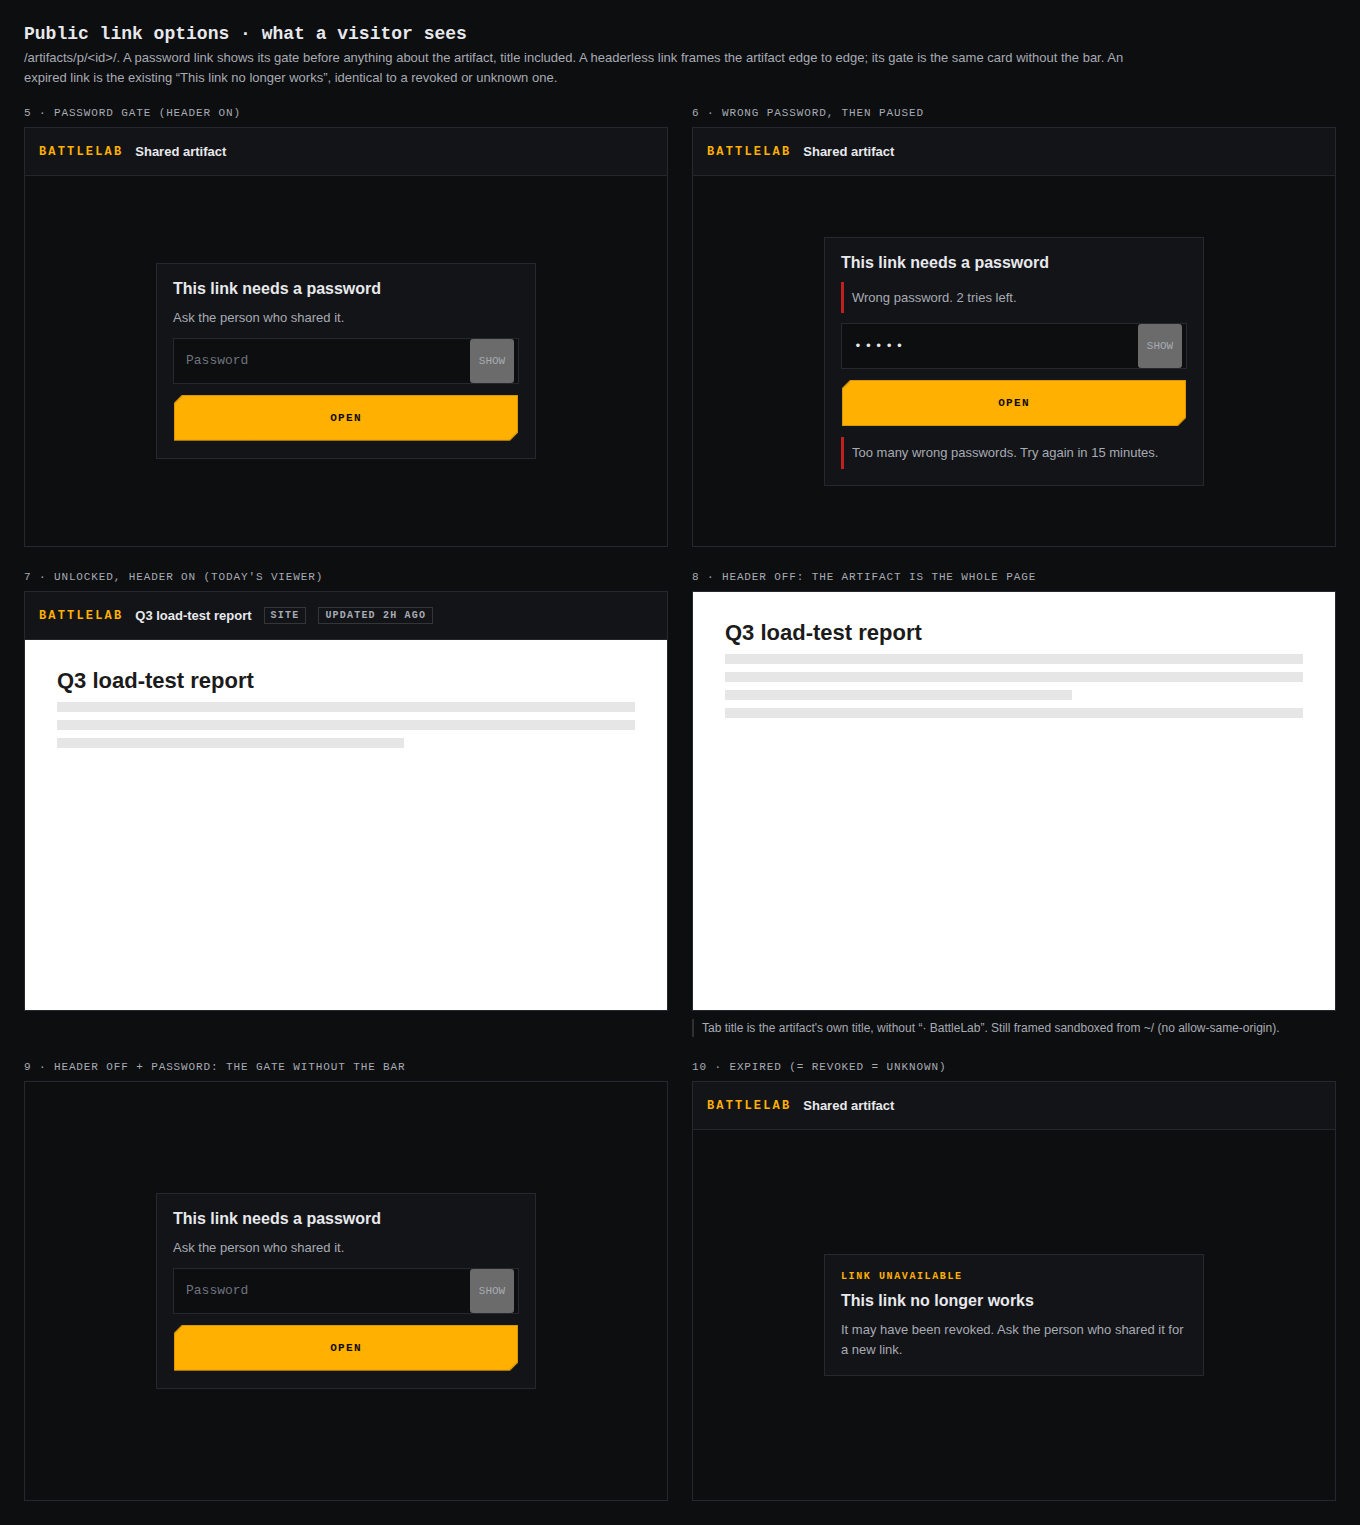 Public link options · what a visitor sees
/artifacts/p/<id>/. A password link shows its gate before anything about the artifact, title included. A headerless link frames the artifact edge to edge; its gate is the same card without the bar. An
expired link is the existing “This link no longer works”, identical to a revoked or unknown one.
5 · PASSWORD GATE (HEADER ON)
BATTLELAB Shared artifact
This link needs a password
Ask the person who shared it.
Password SHOW
OPEN
6 · WRONG PASSWORD, THEN PAUSED
BATTLELAB Shared artifact
This link needs a password
Wrong password. 2 tries left.
••••• SHOW
OPEN
Too many wrong passwords. Try again in 15 minutes.
7 · UNLOCKED, HEADER ON (TODAY'S VIEWER)
BATTLELAB Q3 load-test report SITE UPDATED 2H AGO
Q3 load-test report
8 · HEADER OFF: THE ARTIFACT IS THE WHOLE PAGE
Q3 load-test report
Tab title is the artifact's own title, without “· BattleLab”. Still framed sandboxed from ~/ (no allow-same-origin).
9 · HEADER OFF + PASSWORD: THE GATE WITHOUT THE BAR
This link needs a password
Ask the person who shared it.
Password SHOW
OPEN
10 · EXPIRED (= REVOKED = UNKNOWN)
BATTLELAB Shared artifact
LINK UNAVAILABLE
This link no longer works
It may have been revoked. Ask the person who shared it for
a new link.